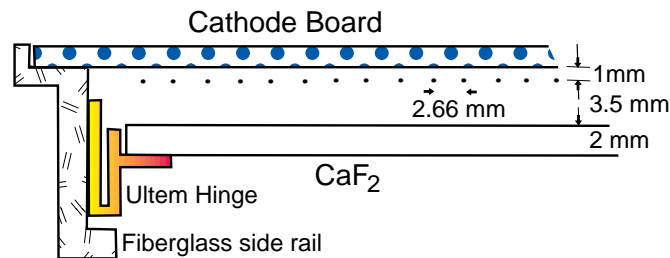 Cathode Board
1mm
2.66 mm
3.5 mm
2 mm
CaF₂
Ultem Hinge
Fiberglass side rail